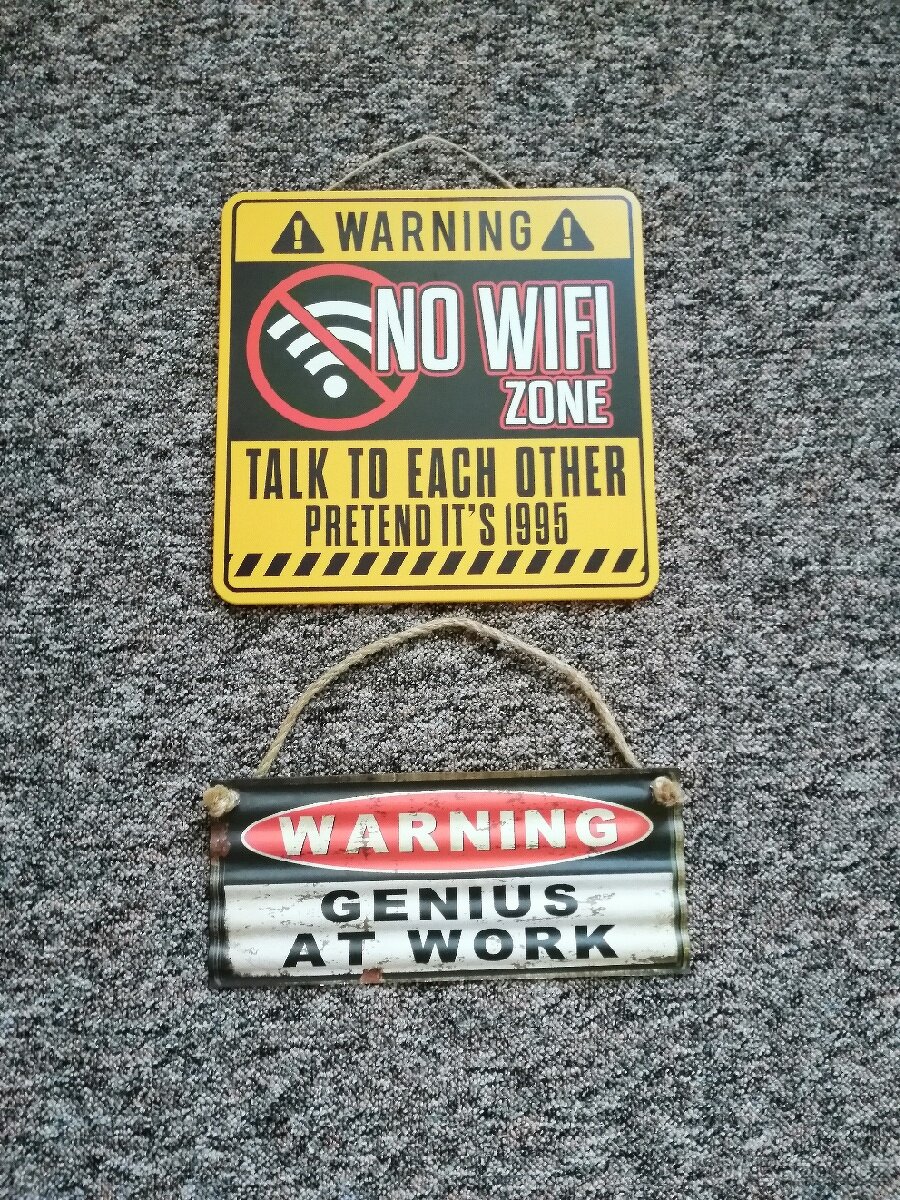 WARNING
NO WIFI
ZONE
TALK TO EACH OTHER
PRETEND IT'S 1995
WARNING
GENIUS
AT WORK